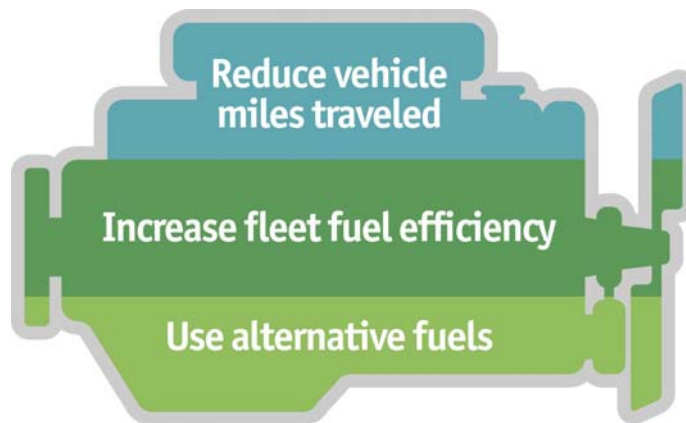 Reduce vehicle
miles traveled
Increase fleet fuel efficiency
Use alternative fuels